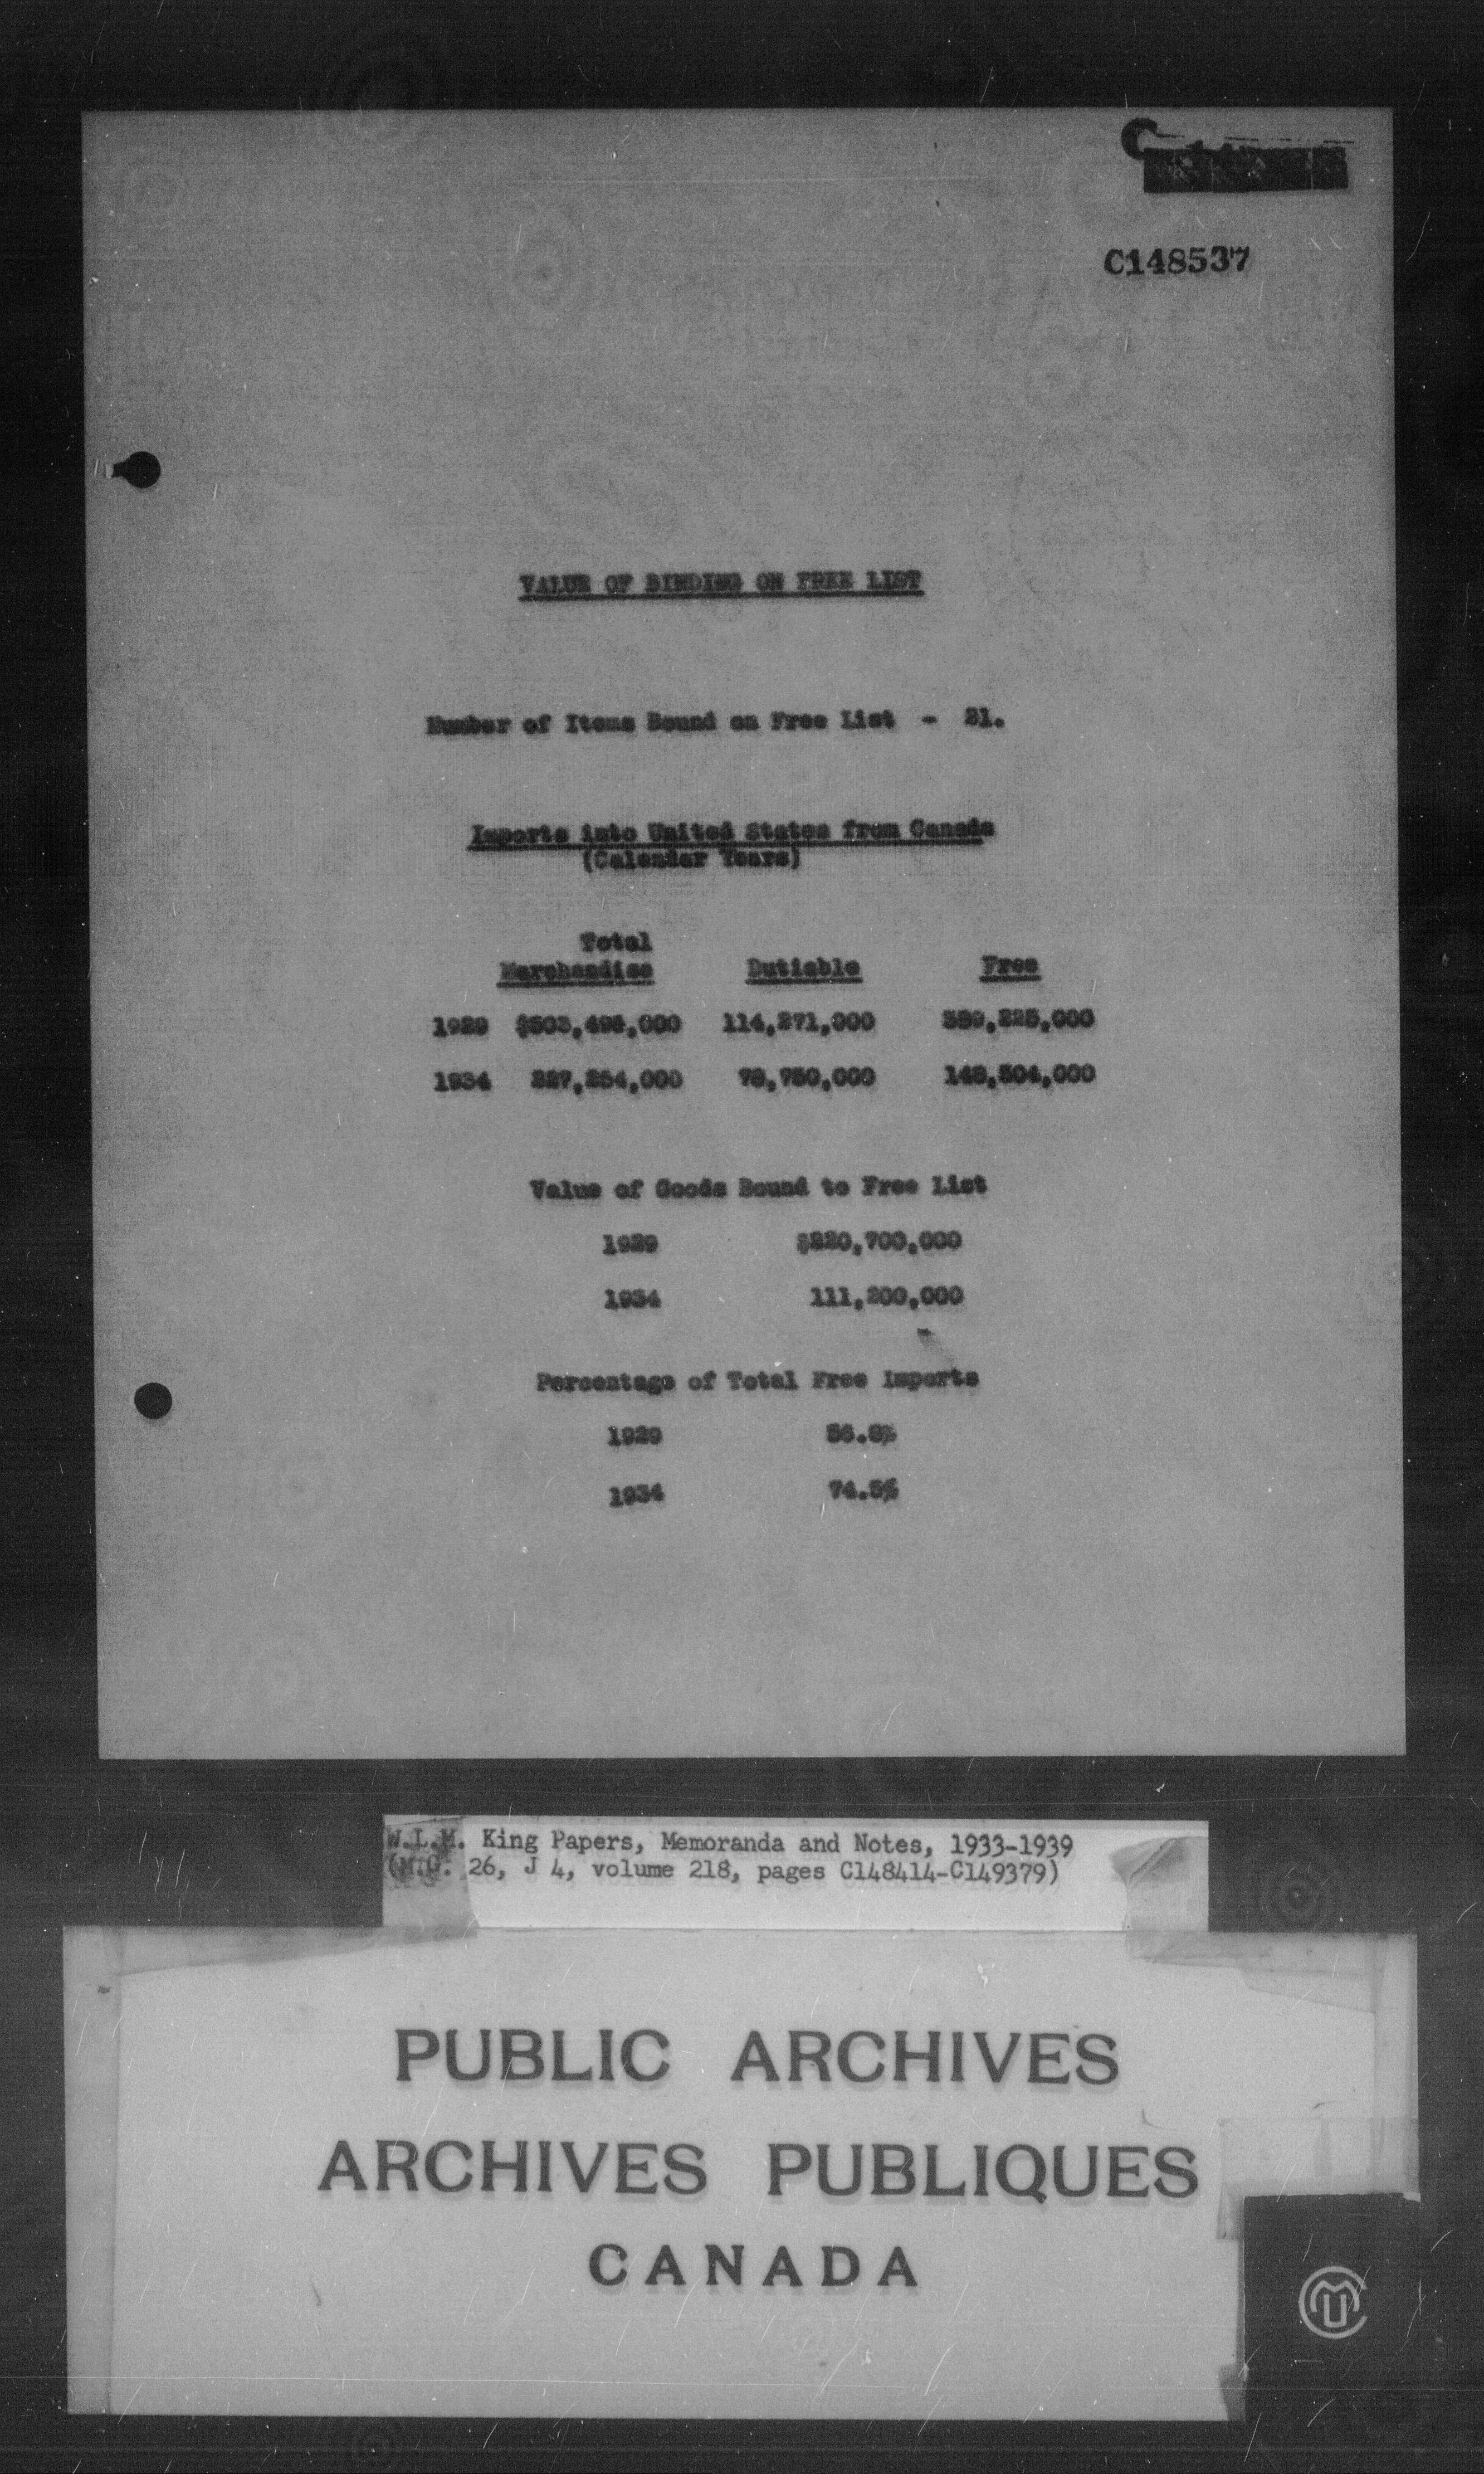 C148537
VALUE OF BINDING ON FREE LIST
Number of Items Bound on Free List - 21.
Imports into United States from Canada
(Calendar Years)
Total
Merchandise Dutiable Free
1929 $503,496,000 114,271,000 389,225,000
1934 227,254,000 78,750,000 148,504,000
Value of Goods Bound to Free List
1929 $220,700,000
1934 111,200,000
Percentage of Total Free Imports
1929 56.8%
1934 74.5%
W.L.M. King Papers, Memoranda and Notes, 1933-1939
(M.G. 26, J 4, volume 218, pages C148414-C149379)
PUBLIC ARCHIVES
ARCHIVES PUBLIQUES
CANADA